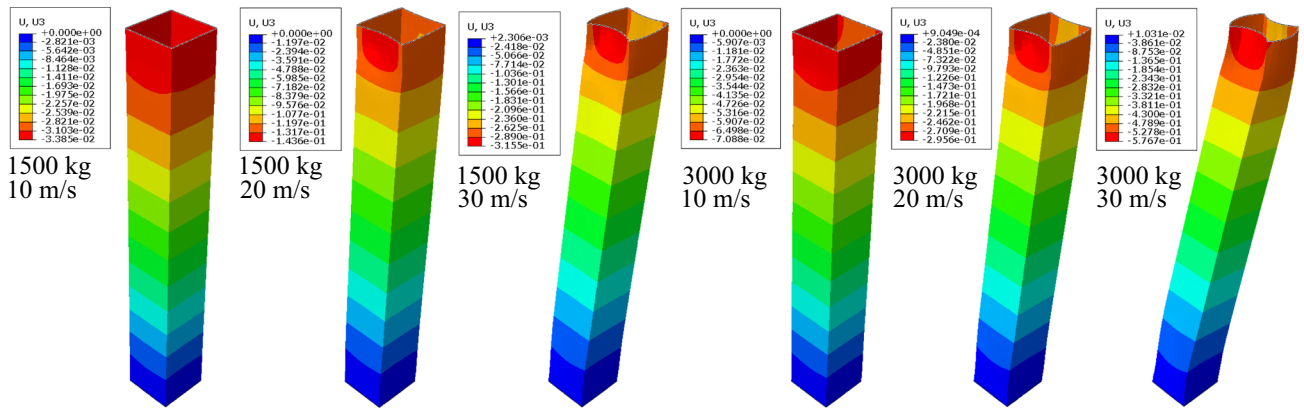 U, U3
+0.000e+00
-2.821e-03
-5.642e-03
-8.464e-03
-1.128e-02
-1.411e-02
-1.693e-02
-1.975e-02
-2.257e-02
-2.539e-02
-2.821e-02
-3.103e-02
-3.385e-02
1500 kg
10 m/s
U, U3
+0.000e+00
-1.197e-02
-2.394e-02
-3.591e-02
-4.788e-02
-5.985e-02
-7.182e-02
-8.379e-02
-9.576e-02
-1.077e-01
-1.197e-01
-1.317e-01
-1.436e-01
1500 kg
20 m/s
U, U3
+2.306e-03
-2.418e-02
-5.066e-02
-7.714e-02
-1.036e-01
-1.301e-01
-1.566e-01
-1.831e-01
-2.096e-01
-2.360e-01
-2.625e-01
-2.890e-01
-3.155e-01
1500 kg
30 m/s
U, U3
+0.000e+00
-5.907e-03
-1.181e-02
-1.772e-02
-2.363e-02
-2.954e-02
-3.544e-02
-4.135e-02
-4.726e-02
-5.316e-02
-5.907e-02
-6.498e-02
-7.088e-02
3000 kg
10 m/s
U, U3
+9.049e-04
-2.380e-02
-4.851e-02
-7.322e-02
-9.793e-02
-1.226e-01
-1.473e-01
-1.721e-01
-1.968e-01
-2.215e-01
-2.462e-01
-2.709e-01
-2.956e-01
3000 kg
20 m/s
U, U3
+1.031e-02
-3.861e-02
-8.753e-02
-1.365e-01
-1.854e-01
-2.343e-01
-2.832e-01
-3.321e-01
-3.811e-01
-4.300e-01
-4.789e-01
-5.278e-01
-5.767e-01
3000 kg
30 m/s